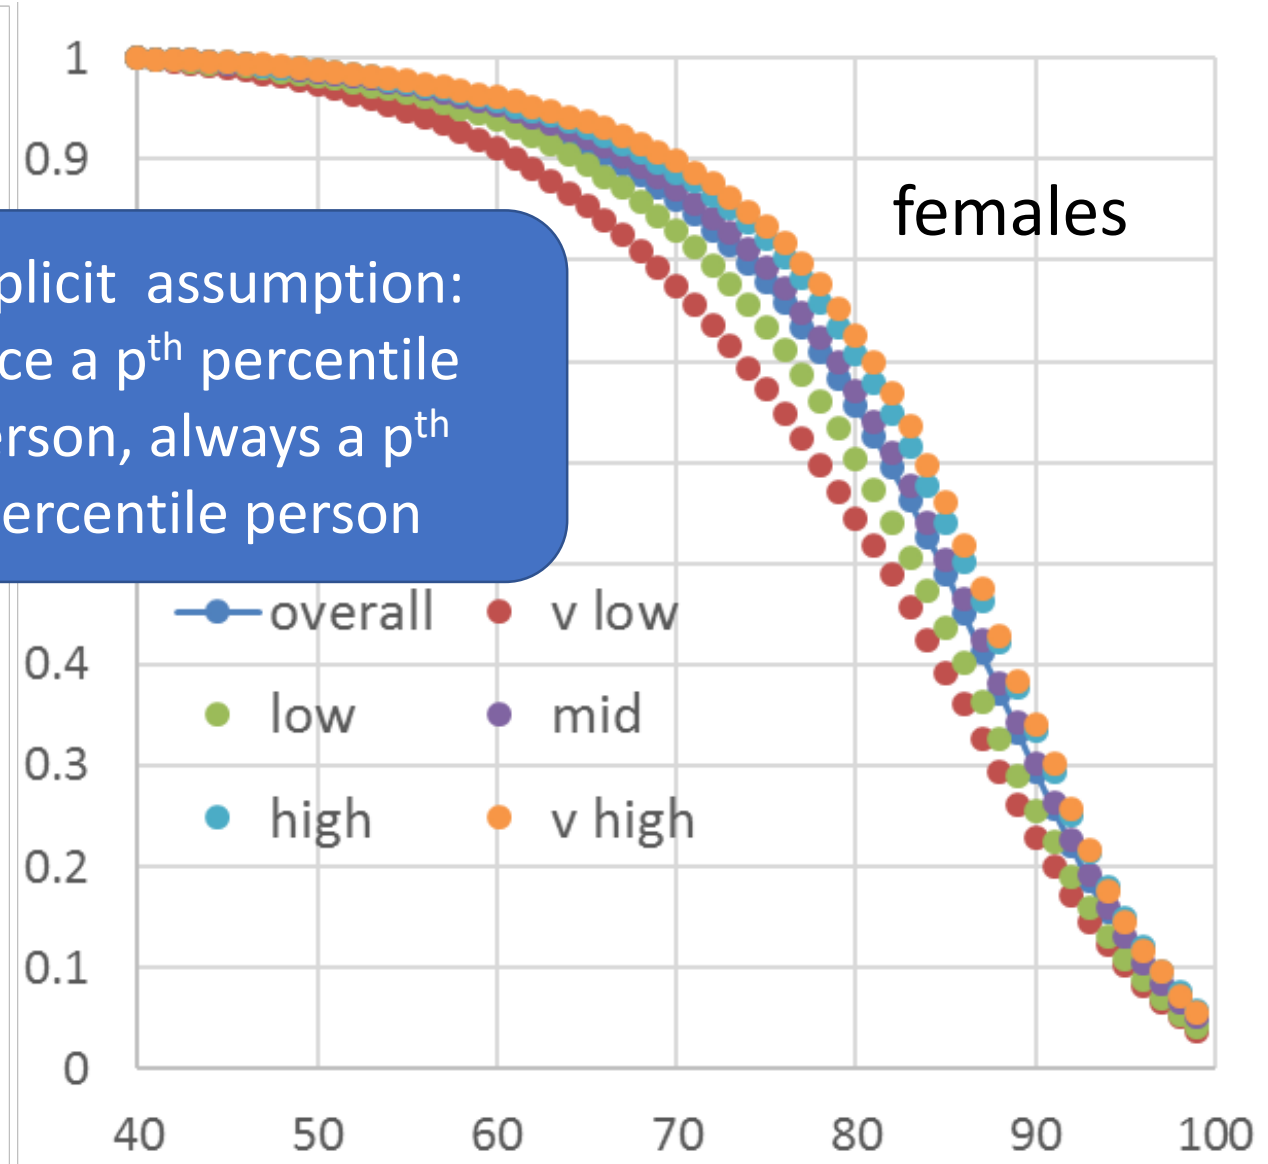 1
0.9
females
plicit assumption:
ce a pth percentile
erson, always a pth
ercentile person
overall
v low
0.4
low
mid
0.3
high
v high
0.2
0.1
0
40 50 60 70 80 90 100